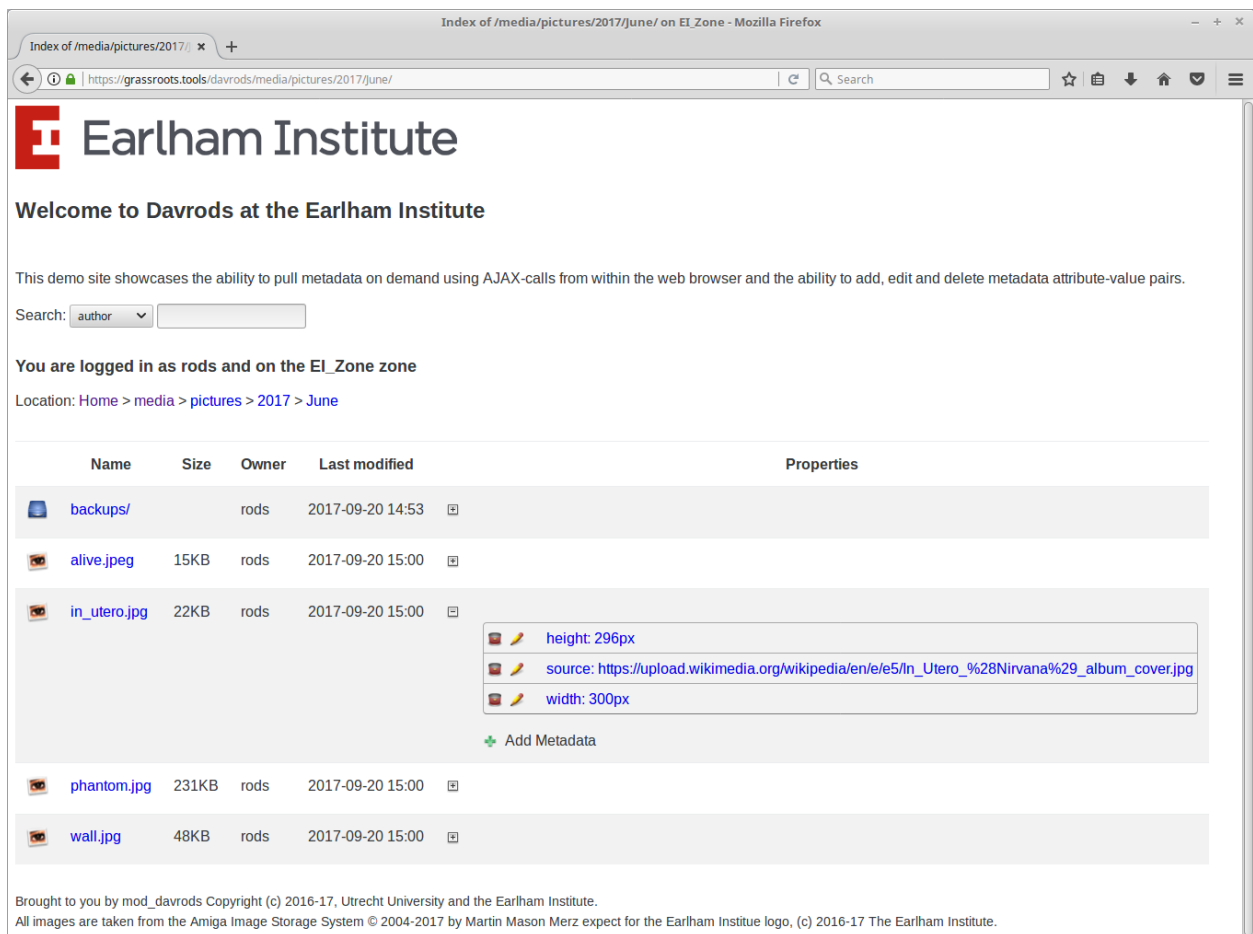 Index of /media/pictures/2017/June/ on EI_Zone - Mozilla Firefox
Index of /media/pictures/2017/J
https://grassroots.tools/davrods/media/pictures/2017/June/
Search
Earlham Institute
Welcome to Davrods at the Earlham Institute
This demo site showcases the ability to pull metadata on demand using AJAX-calls from within the web browser and the ability to add, edit and delete metadata attribute-value pairs.
Search: author
You are logged in as rods and on the EI_Zone zone
Location: Home > media > pictures > 2017 > June
Name Size Owner Last modified Properties
backups/ rods 2017-09-20 14:53
alive.jpeg 15KB rods 2017-09-20 15:00
in_utero.jpg 22KB rods 2017-09-20 15:00
height: 296px
source: https://upload.wikimedia.org/wikipedia/en/e/e5/In_Utero_%28Nirvana%29_album_cover.jpg
width: 300px
Add Metadata
phantom.jpg 231KB rods 2017-09-20 15:00
wall.jpg 48KB rods 2017-09-20 15:00
Brought to you by mod_davrods Copyright (c) 2016-17, Utrecht University and the Earlham Institute.
All images are taken from the Amiga Image Storage System © 2004-2017 by Martin Mason Merz expect for the Earlham Institue logo, (c) 2016-17 The Earlham Institute.